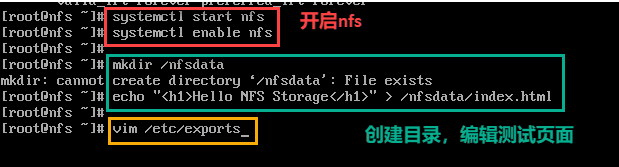 [root@nfs ~]# systemctl start nfs 开启nfs
[root@nfs ~]# systemctl enable nfs
[root@nfs ~]#
[root@nfs ~]# mkdir /nfsdata
mkdir: cannot create directory ‘/nfsdata’: File exists
[root@nfs ~]# echo "<h1>Hello NFS Storage</h1>" > /nfsdata/index.html
[root@nfs ~]#
[root@nfs ~]# vim /etc/exports_
创建目录，编辑测试页面